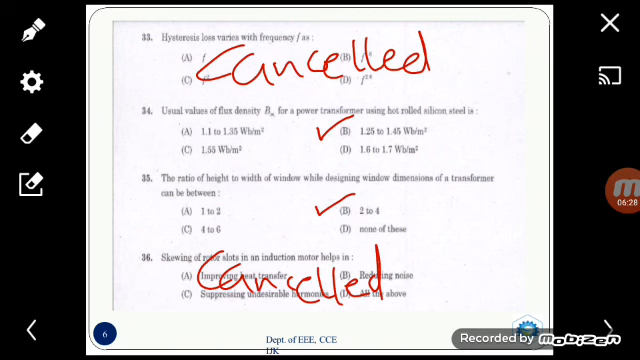 33. Hysteresis loss varies with frequency f as :
(A) f
(B)
(C)
(D)
Cancelled
34. Usual values of flux density Bm for a power transformer using hot rolled silicon steel is :
(A) 1.1 to 1.35 Wb/m² (B) 1.25 to 1.45 Wb/m²
(C) 1.55 Wb/m² (D) 1.6 to 1.7 Wb/m²
35. The ratio of height to width of window while designing window dimensions of a transformer
can be between :
(A) 1 to 2 (B) 2 to 4
(C) 4 to 6 (D) none of these
36. Skewing of rotor slots in an induction motor helps in :
(A) Improving heat transfer (B) Reducing noise
(C) Suppressing undesirable harmonics (D) All the above
Cancelled
06:28
6
Dept. of EEE, CCE
IJK
RECORDED WITH
MOBIZEN